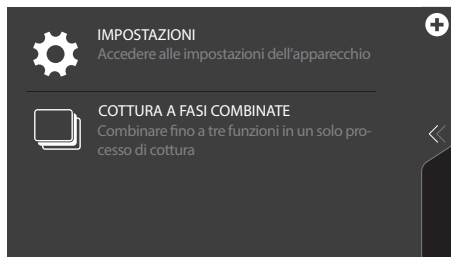 IMPOSTAZIONI
Accedere alle impostazioni dell'apparecchio
COTTURA A FASI COMBINATE
Combinare fino a tre funzioni in un solo pro-
cesso di cottura